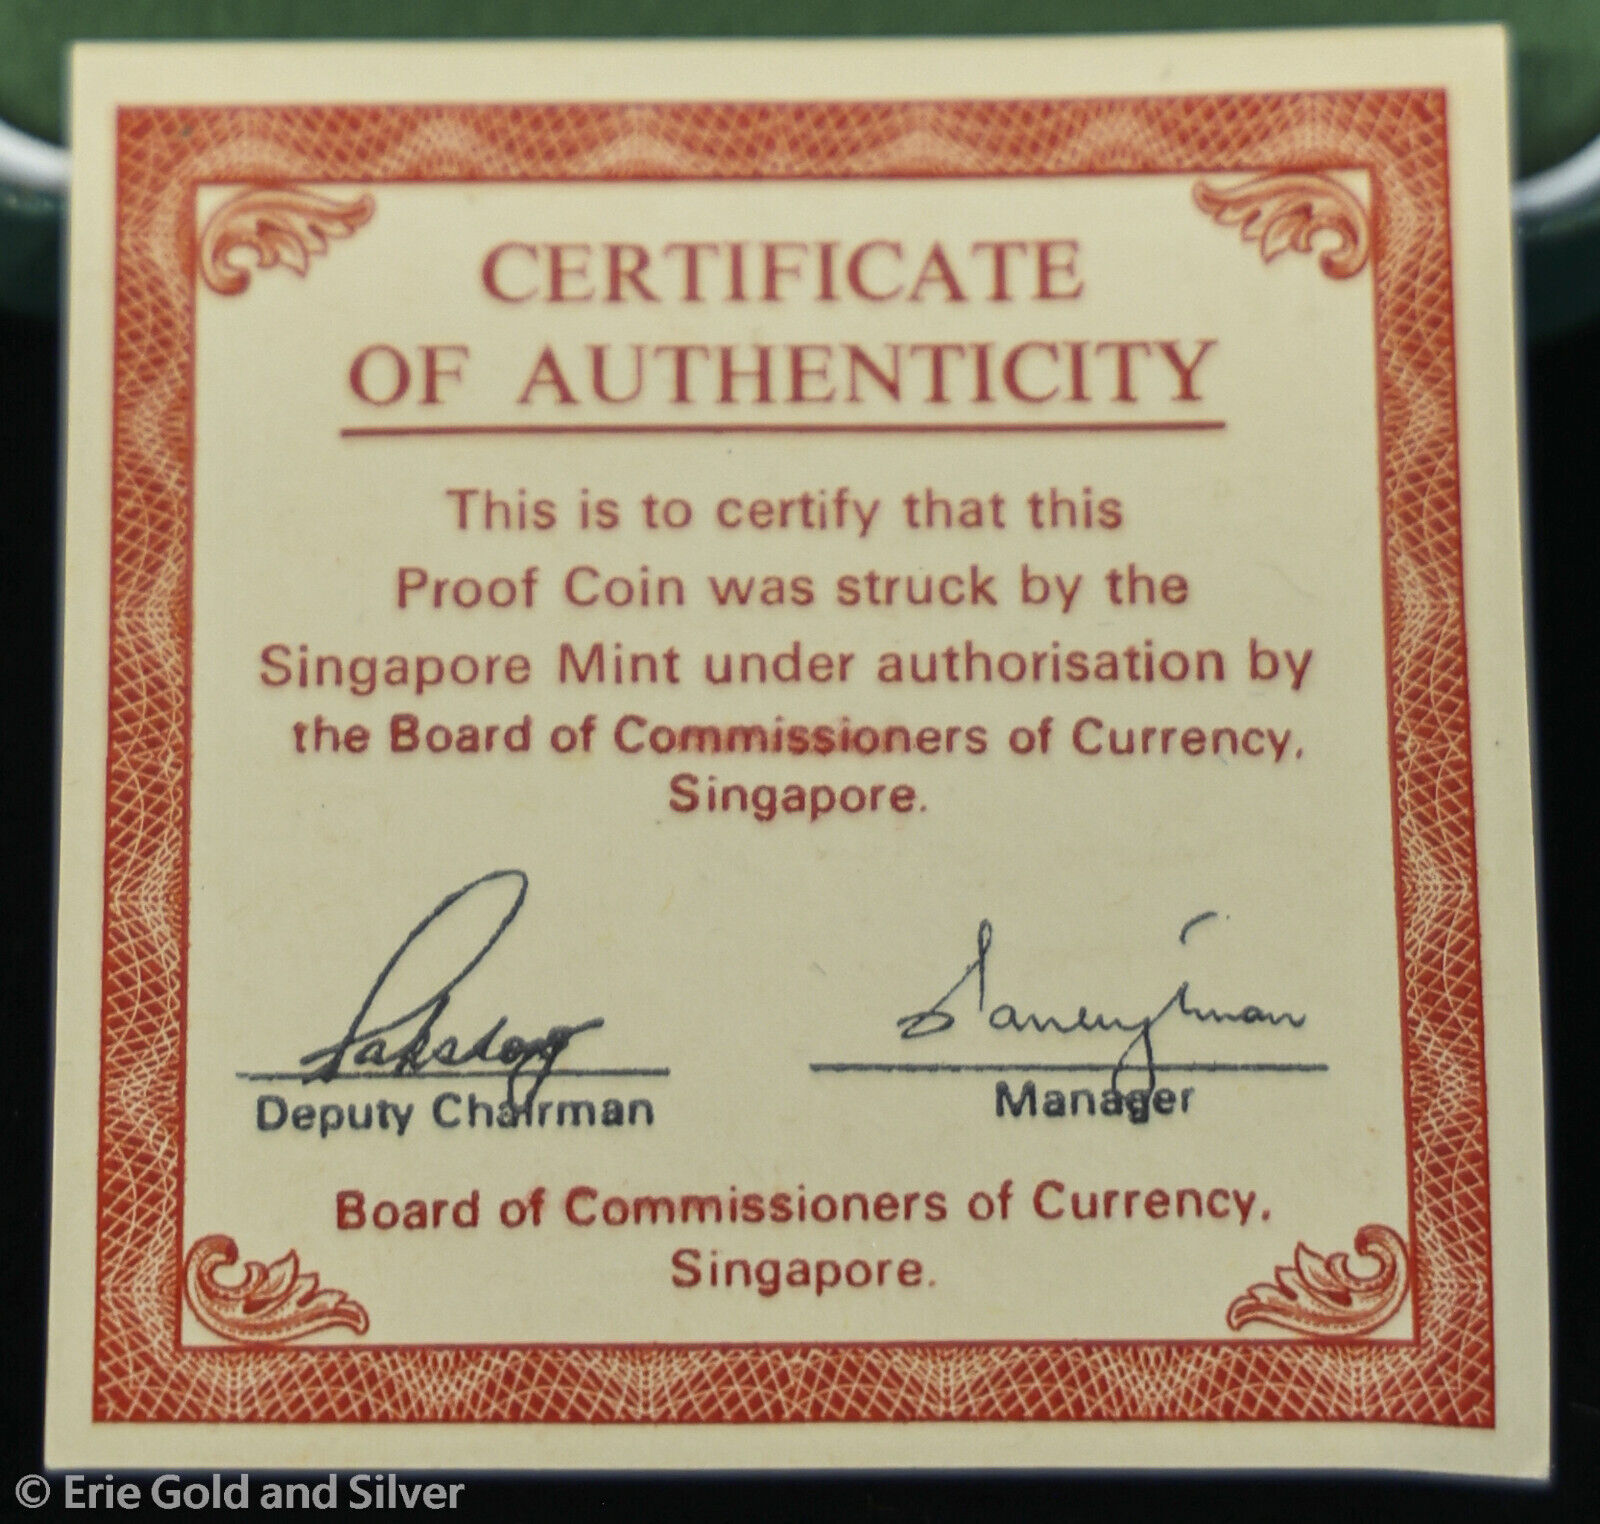 CERTIFICATE
OF AUTHENTICITY
This is to certify that this
Proof Coin was struck by the
Singapore Mint under authorisation by
the Board of Commissioners of Currency,
Singapore.
Deputy Chairman
Manager
Board of Commissioners of Currency,
Singapore.
© Erie Gold and Silver